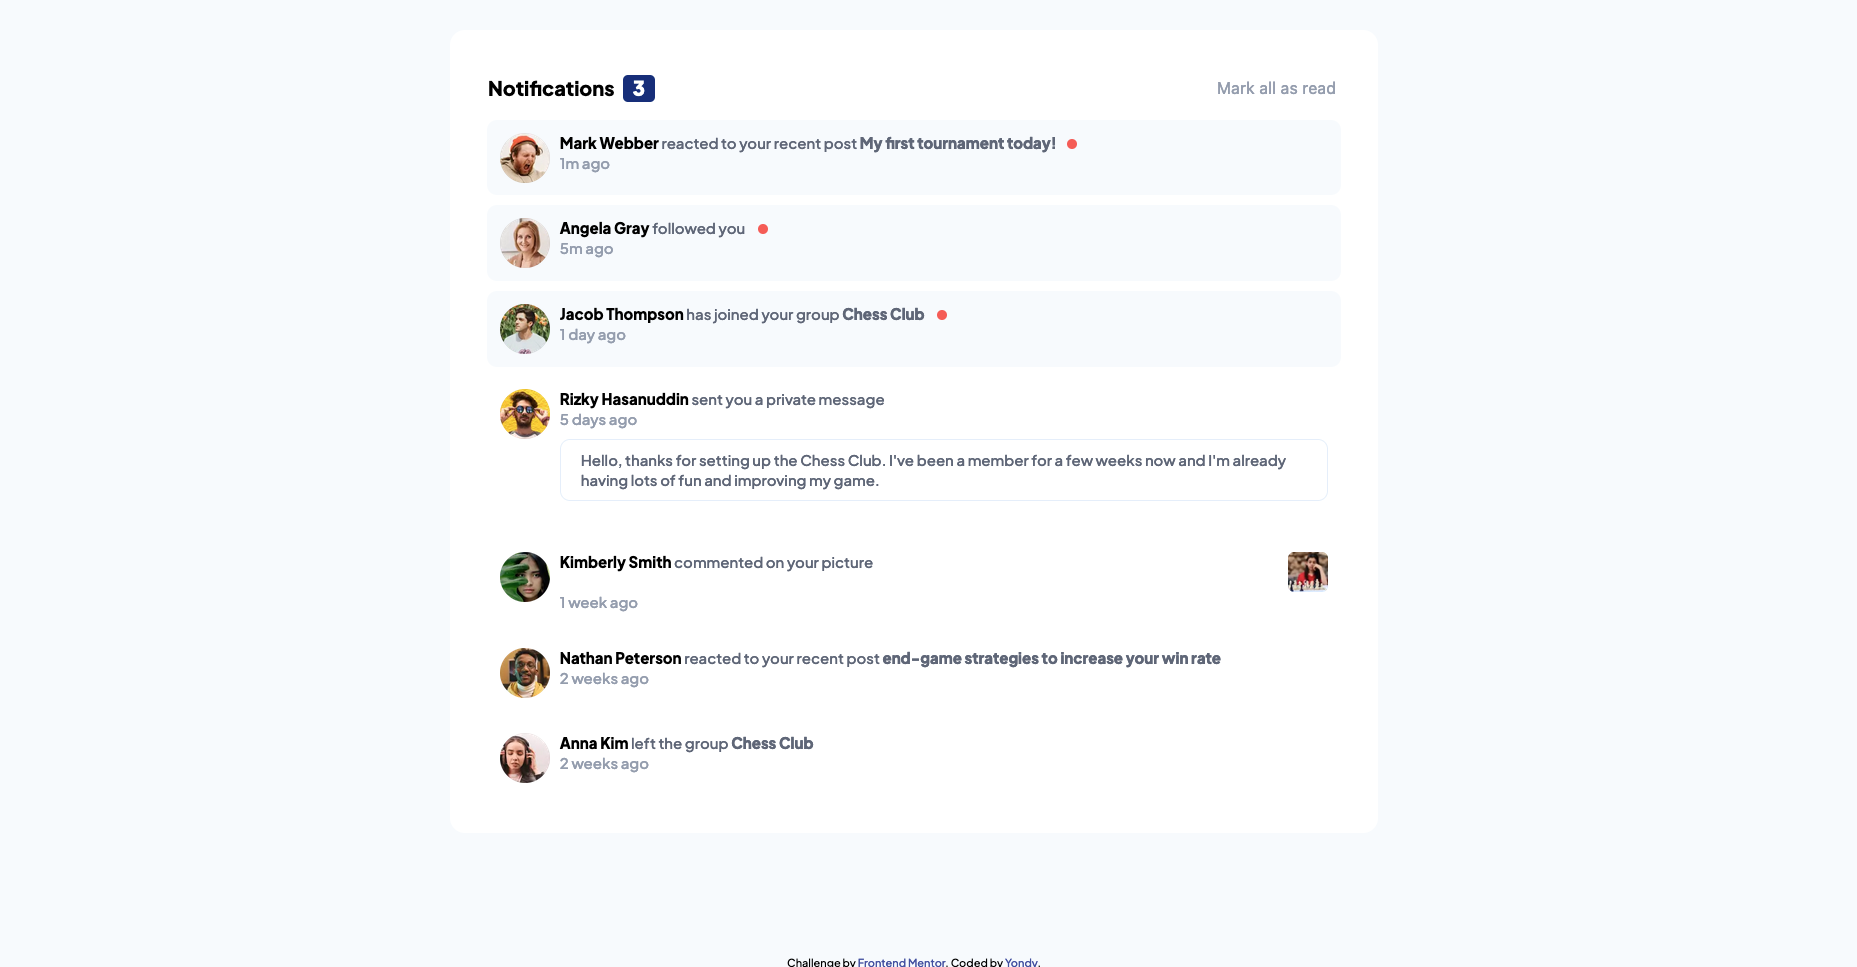 Notifications 3
Mark all as read
Mark Webber reacted to your recent post My first tournament today!
1m ago
Angela Gray followed you
5m ago
Jacob Thompson has joined your group Chess Club
1 day ago
Rizky Hasanuddin sent you a private message
5 days ago
Hello, thanks for setting up the Chess Club. I've been a member for a few weeks now and I'm already
having lots of fun and improving my game.
Kimberly Smith commented on your picture
1 week ago
Nathan Peterson reacted to your recent post end-game strategies to increase your win rate
2 weeks ago
Anna Kim left the group Chess Club
2 weeks ago
Challenge by Frontend Mentor. Coded by Yondy.